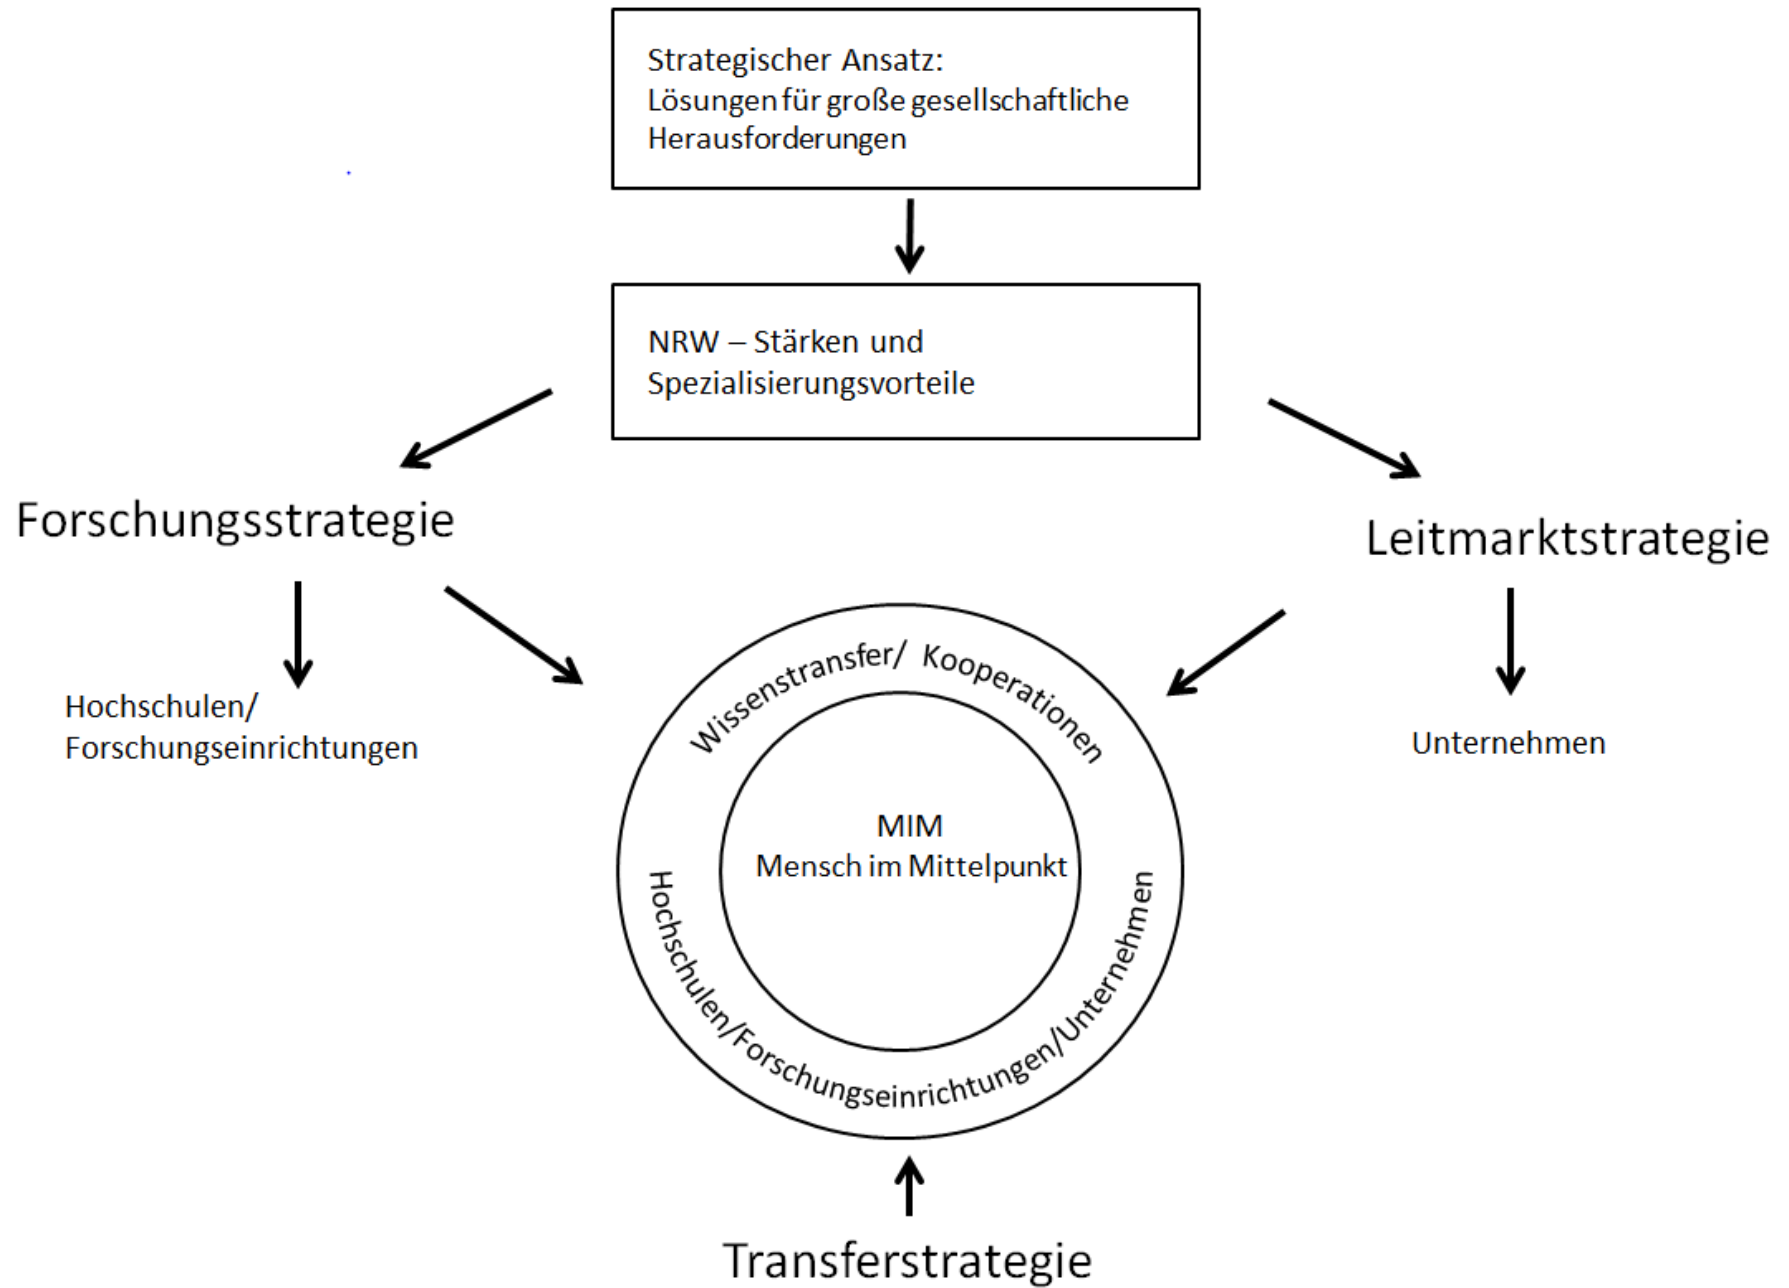 Strategischer Ansatz:
Lösungen für große gesellschaftliche
Herausforderungen
NRW – Stärken und
Spezialisierungsvorteile
Forschungsstrategie
Leitmarktstrategie
Hochschulen/
Forschungseinrichtungen
Unternehmen
Wissenstransfer/ Kooperationen
MIM
Mensch im Mittelpunkt
Hochschulen/Forschungseinrichtungen/Unternehmen
Transferstrategie